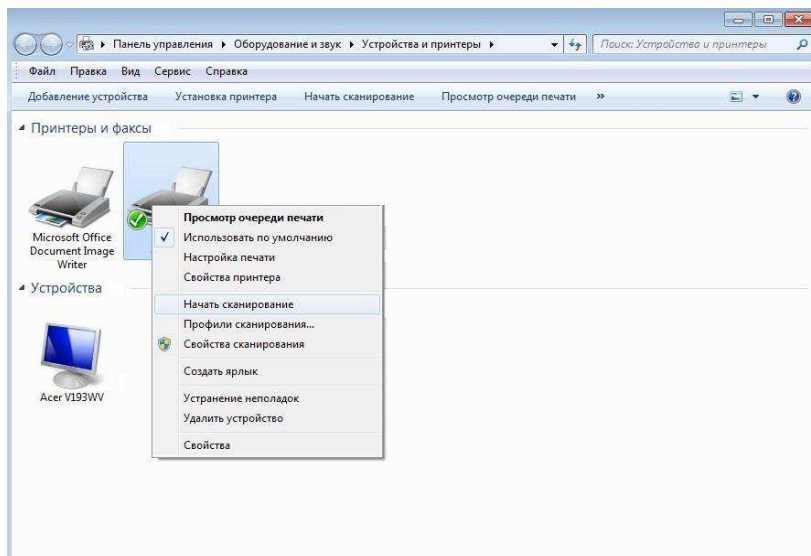 Панель управления ▸ Оборудование и звук ▸ Устройства и принтеры ▸
Поиск: Устройства и принтеры
Файл Правка Вид Сервис Справка
Добавление устройства Установка принтера Начать сканирование Просмотр очереди печати »
Принтеры и факсы
Microsoft Office
Document Image
Writer
Просмотр очереди печати
Использовать по умолчанию
Настройка печати
Свойства принтера
Начать сканирование
Профили сканирования...
Свойства сканирования
Создать ярлык
Устранение неполадок
Удалить устройство
Свойства
Устройства
Acer V193WV